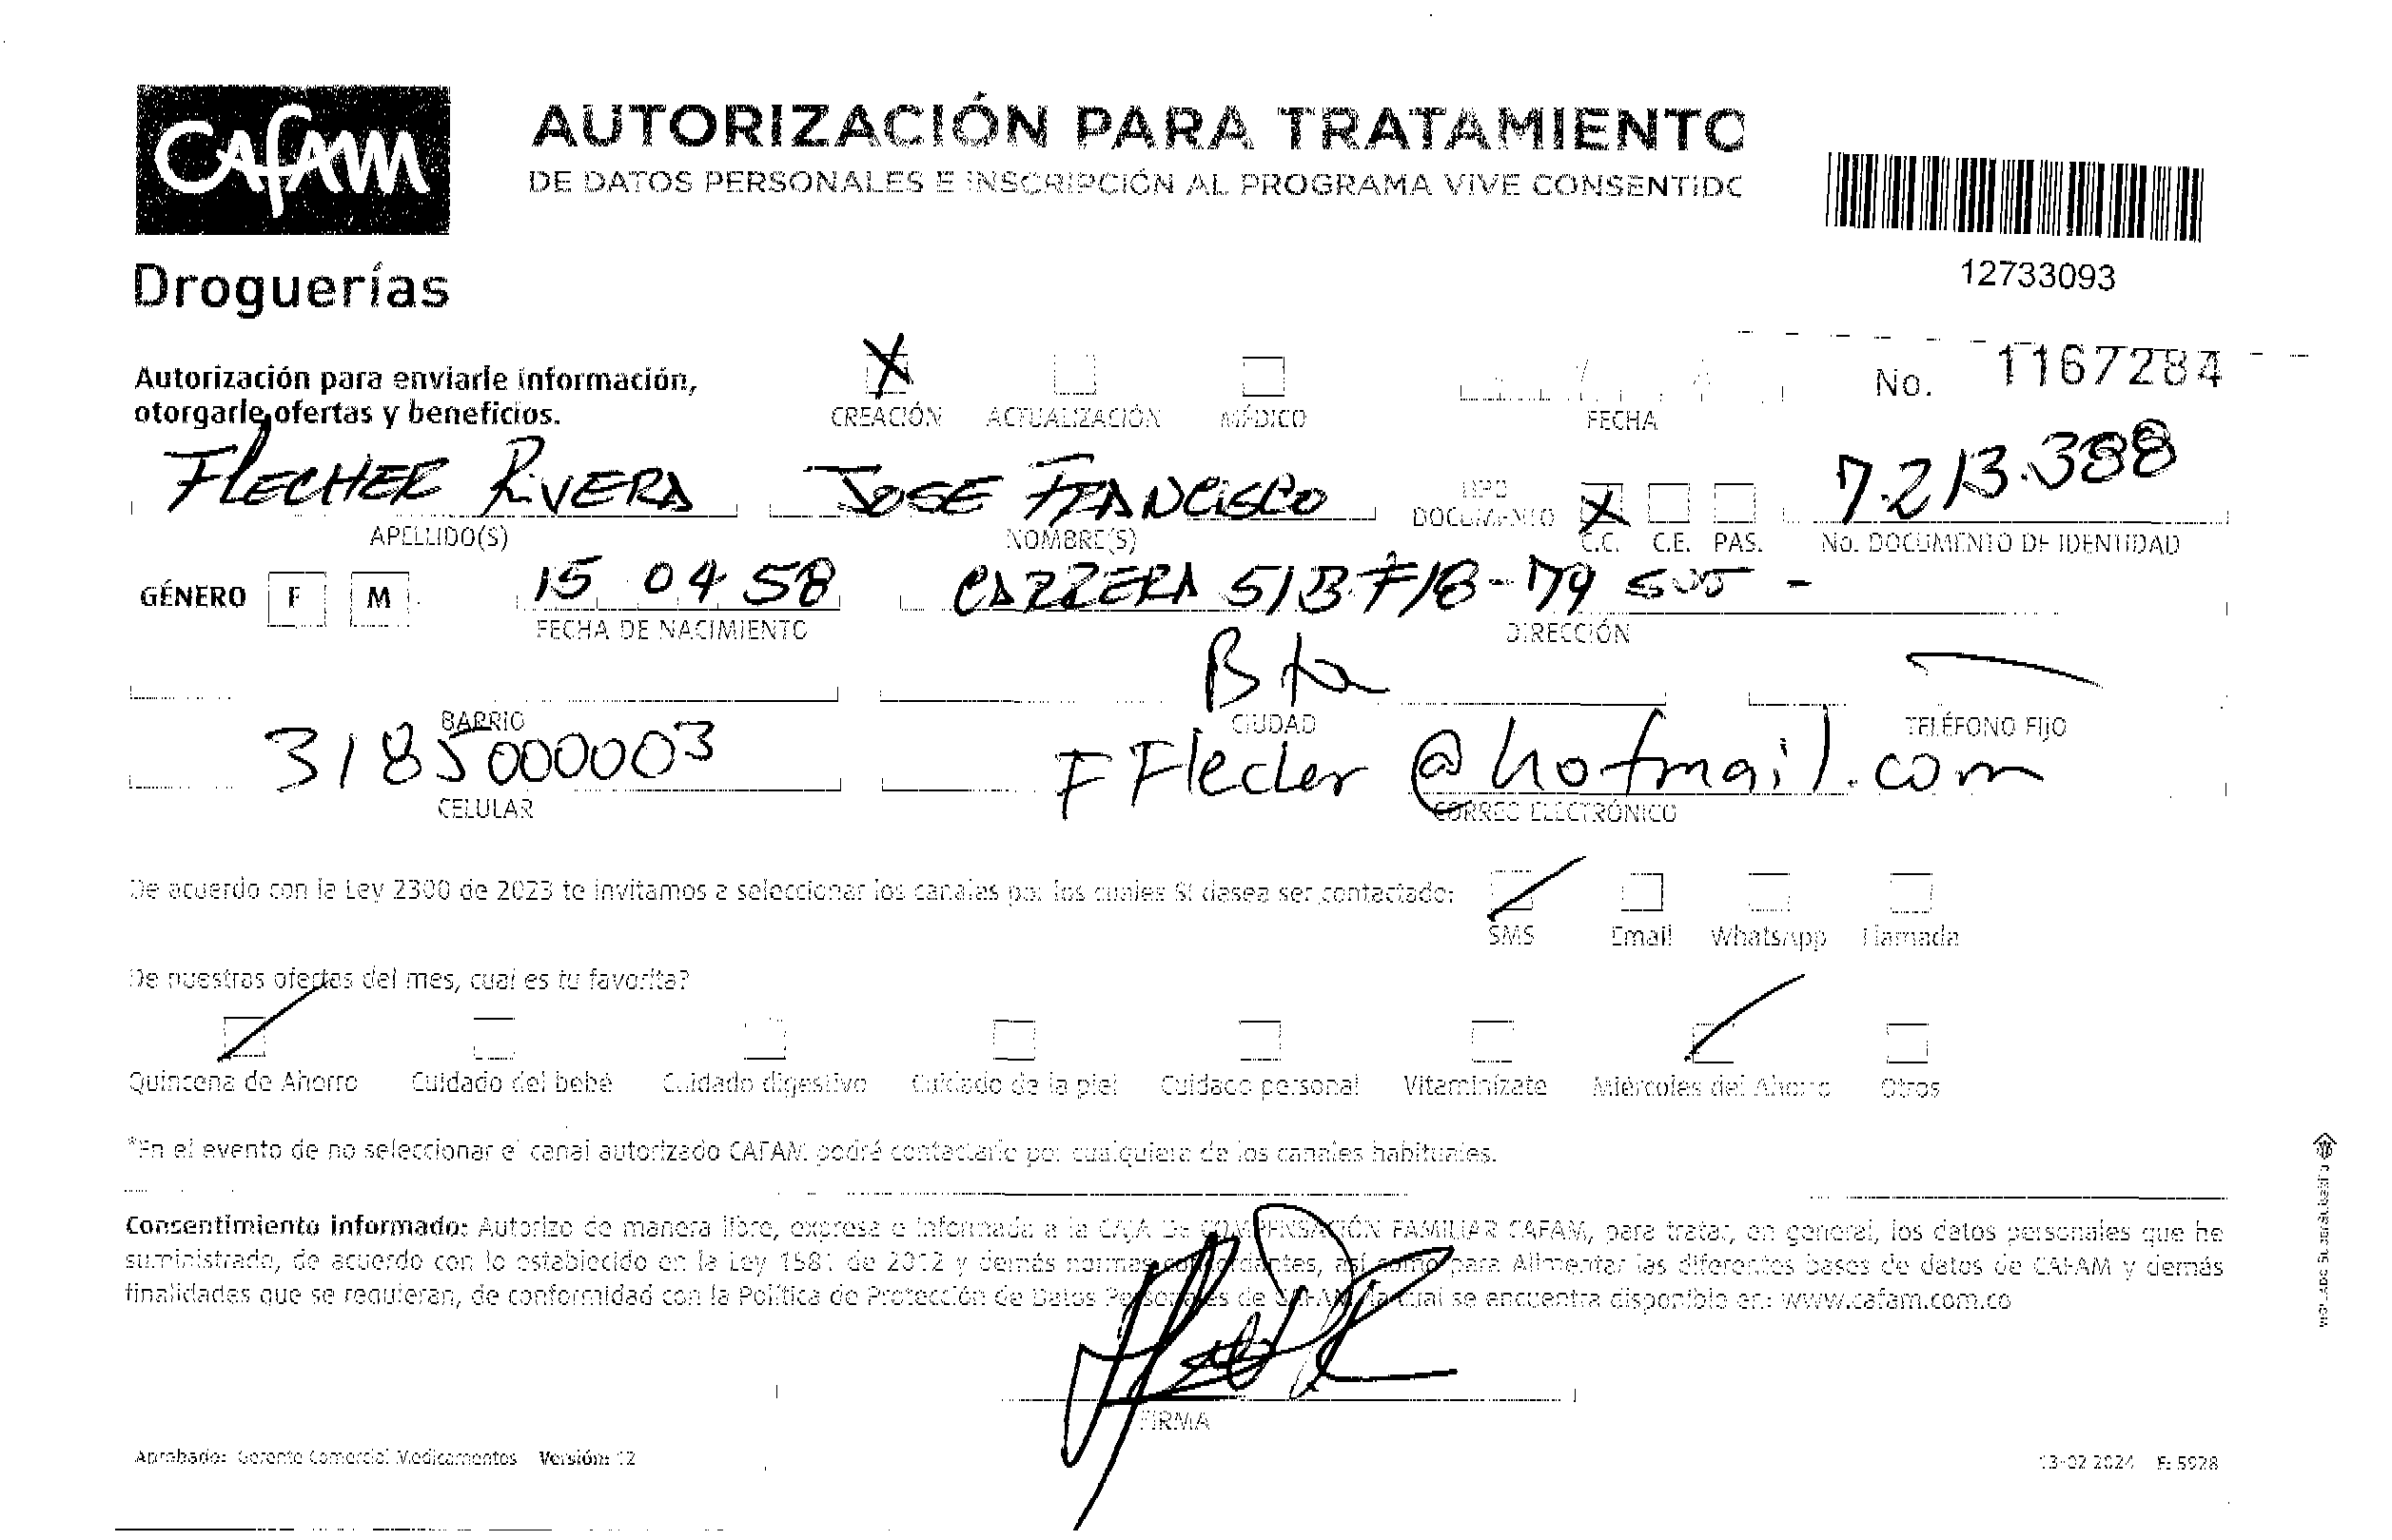 CAFAM
Droguerías
AUTORIZACIÓN PARA TRATAMIENTO
DE DATOS PERSONALES E INSCRIPCIÓN AL PROGRAMA VIVE CONSENTIDO
12733093
Autorización para enviarle información,
otorgarle ofertas y beneficios.
CREACIÓN ACTUALIZACIÓN MÉDICO FECHA No. 1167284
FLECHER RIVERA JOSE FRANCISCO TIPO DOCUMENTO X 7.213.388
APELLIDO(S) NOMBRE(S) C.C. C.E. PAS. No. DOCUMENTO DE IDENTIDAD
GÉNERO F M 15 04 58 CARRERA 51B # 18-79 SUR -
FECHA DE NACIMIENTO DIRECCIÓN
Bta
BARRIO CIUDAD TELÉFONO FIJO
3185000003 FFlecher@hotmail.com
CELULAR CORREO ELECTRÓNICO
De acuerdo con la Ley 2300 de 2023 te invitamos a seleccionar los canales por los cuales SI desea ser contactado:
SMS Email WhatsApp Llamada
De nuestras ofertas del mes, cual es tu favorita?
Quincena de Ahorro Cuidado del bebé Cuidado digestivo Cuidado de la piel Cuidado personal Vitaminízate Miércoles del Ahorro Otros
*En el evento de no seleccionar el canal autorizado CAFAM podrá contactarlo por cualquiera de los canales habituales.
Consentimiento informado: Autorizo de manera libre, expresa e informada a la CAJA DE COMPENSACIÓN FAMILIAR CAFAM, para tratar, en general, los datos personales que he
suministrado, de acuerdo con lo establecido en la Ley 1581 de 2012 y demás normas concordantes, así como para Alimentar las diferentes bases de datos de CAFAM y demás
finalidades que se requieran, de conformidad con la Política de Protección de Datos Personales de CAFAM, la cual se encuentra disponible en: www.cafam.com.co
FIRMA
Aprobado: Gerente Comercial Medicamentos Versión: 12
13-02 2024 F: 5928